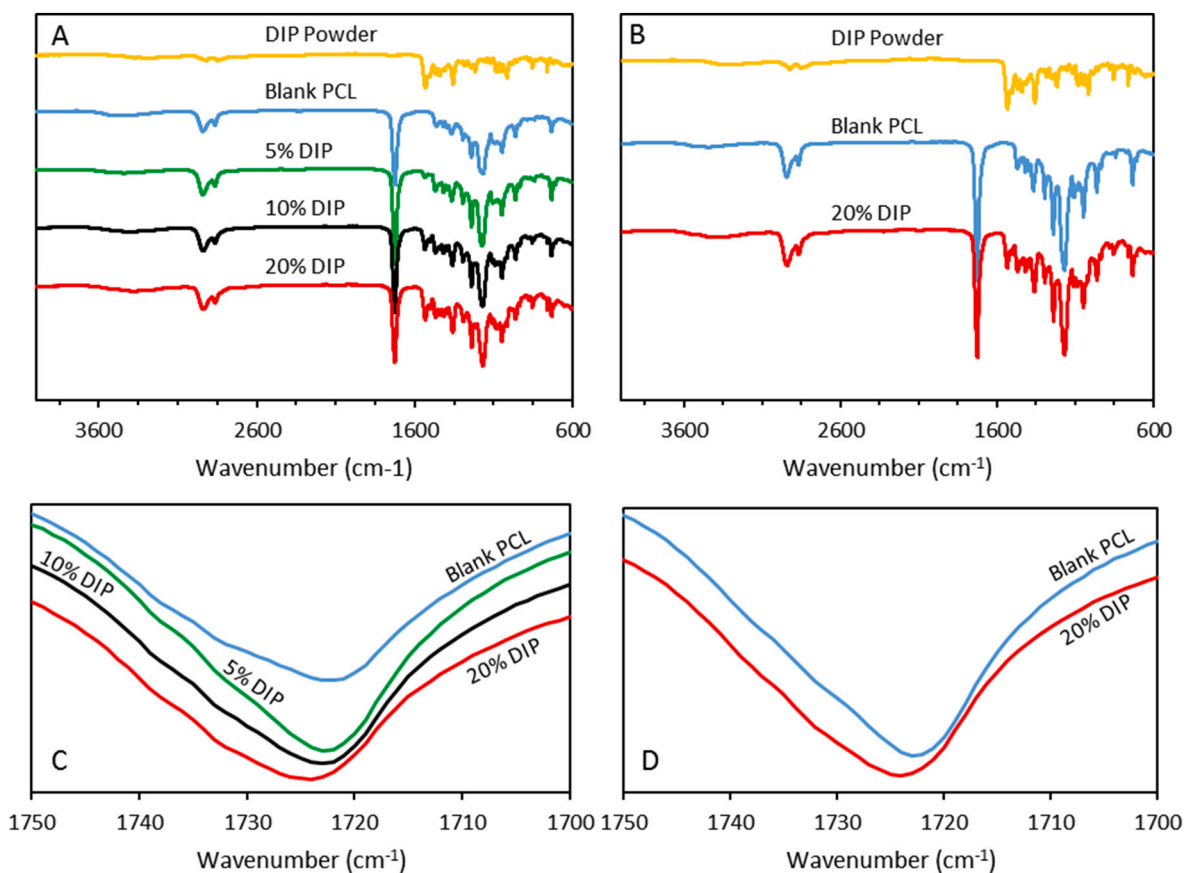 A
DIP Powder
Blank PCL
5% DIP
10% DIP
20% DIP
3600 2600 1600 600
Wavenumber (cm-1)
B
DIP Powder
Blank PCL
20% DIP
3600 2600 1600 600
Wavenumber (cm⁻¹)
10% DIP
5% DIP
Blank PCL
20% DIP
C
1750 1740 1730 1720 1710 1700
Wavenumber (cm⁻¹)
Blank PCL
20% DIP
D
1750 1740 1730 1720 1710 1700
Wavenumber (cm⁻¹)